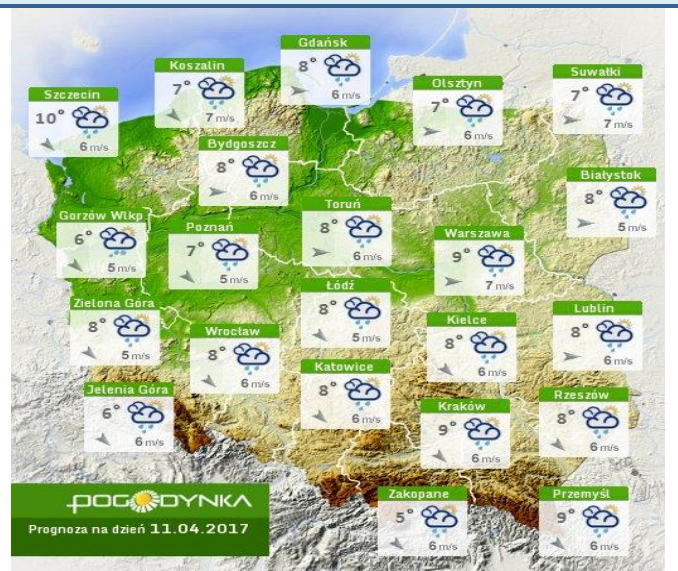 Gdańsk
8°
6 m/s
Koszalin
7°
7 m/s
Olsztyn
7°
6 m/s
Suwałki
7°
7 m/s
Szczecin
10°
6 m/s
Bydgoszcz
8°
6 m/s
Białystok
8°
5 m/s
Gorzów Wlkp
6°
5 m/s
Poznań
7°
5 m/s
Toruń
8°
6 m/s
Warszawa
9°
7 m/s
Łódź
8°
5 m/s
Zielona Góra
8°
5 m/s
Wrocław
8°
6 m/s
Kielce
8°
6 m/s
Lublin
8°
6 m/s
Katowice
8°
6 m/s
Jelenia Góra
6°
6 m/s
Kraków
9°
6 m/s
Rzeszów
8°
6 m/s
Zakopane
5°
6 m/s
Przemyśl
9°
6 m/s
POGODYNKA
Prognoza na dzień 11.04.2017